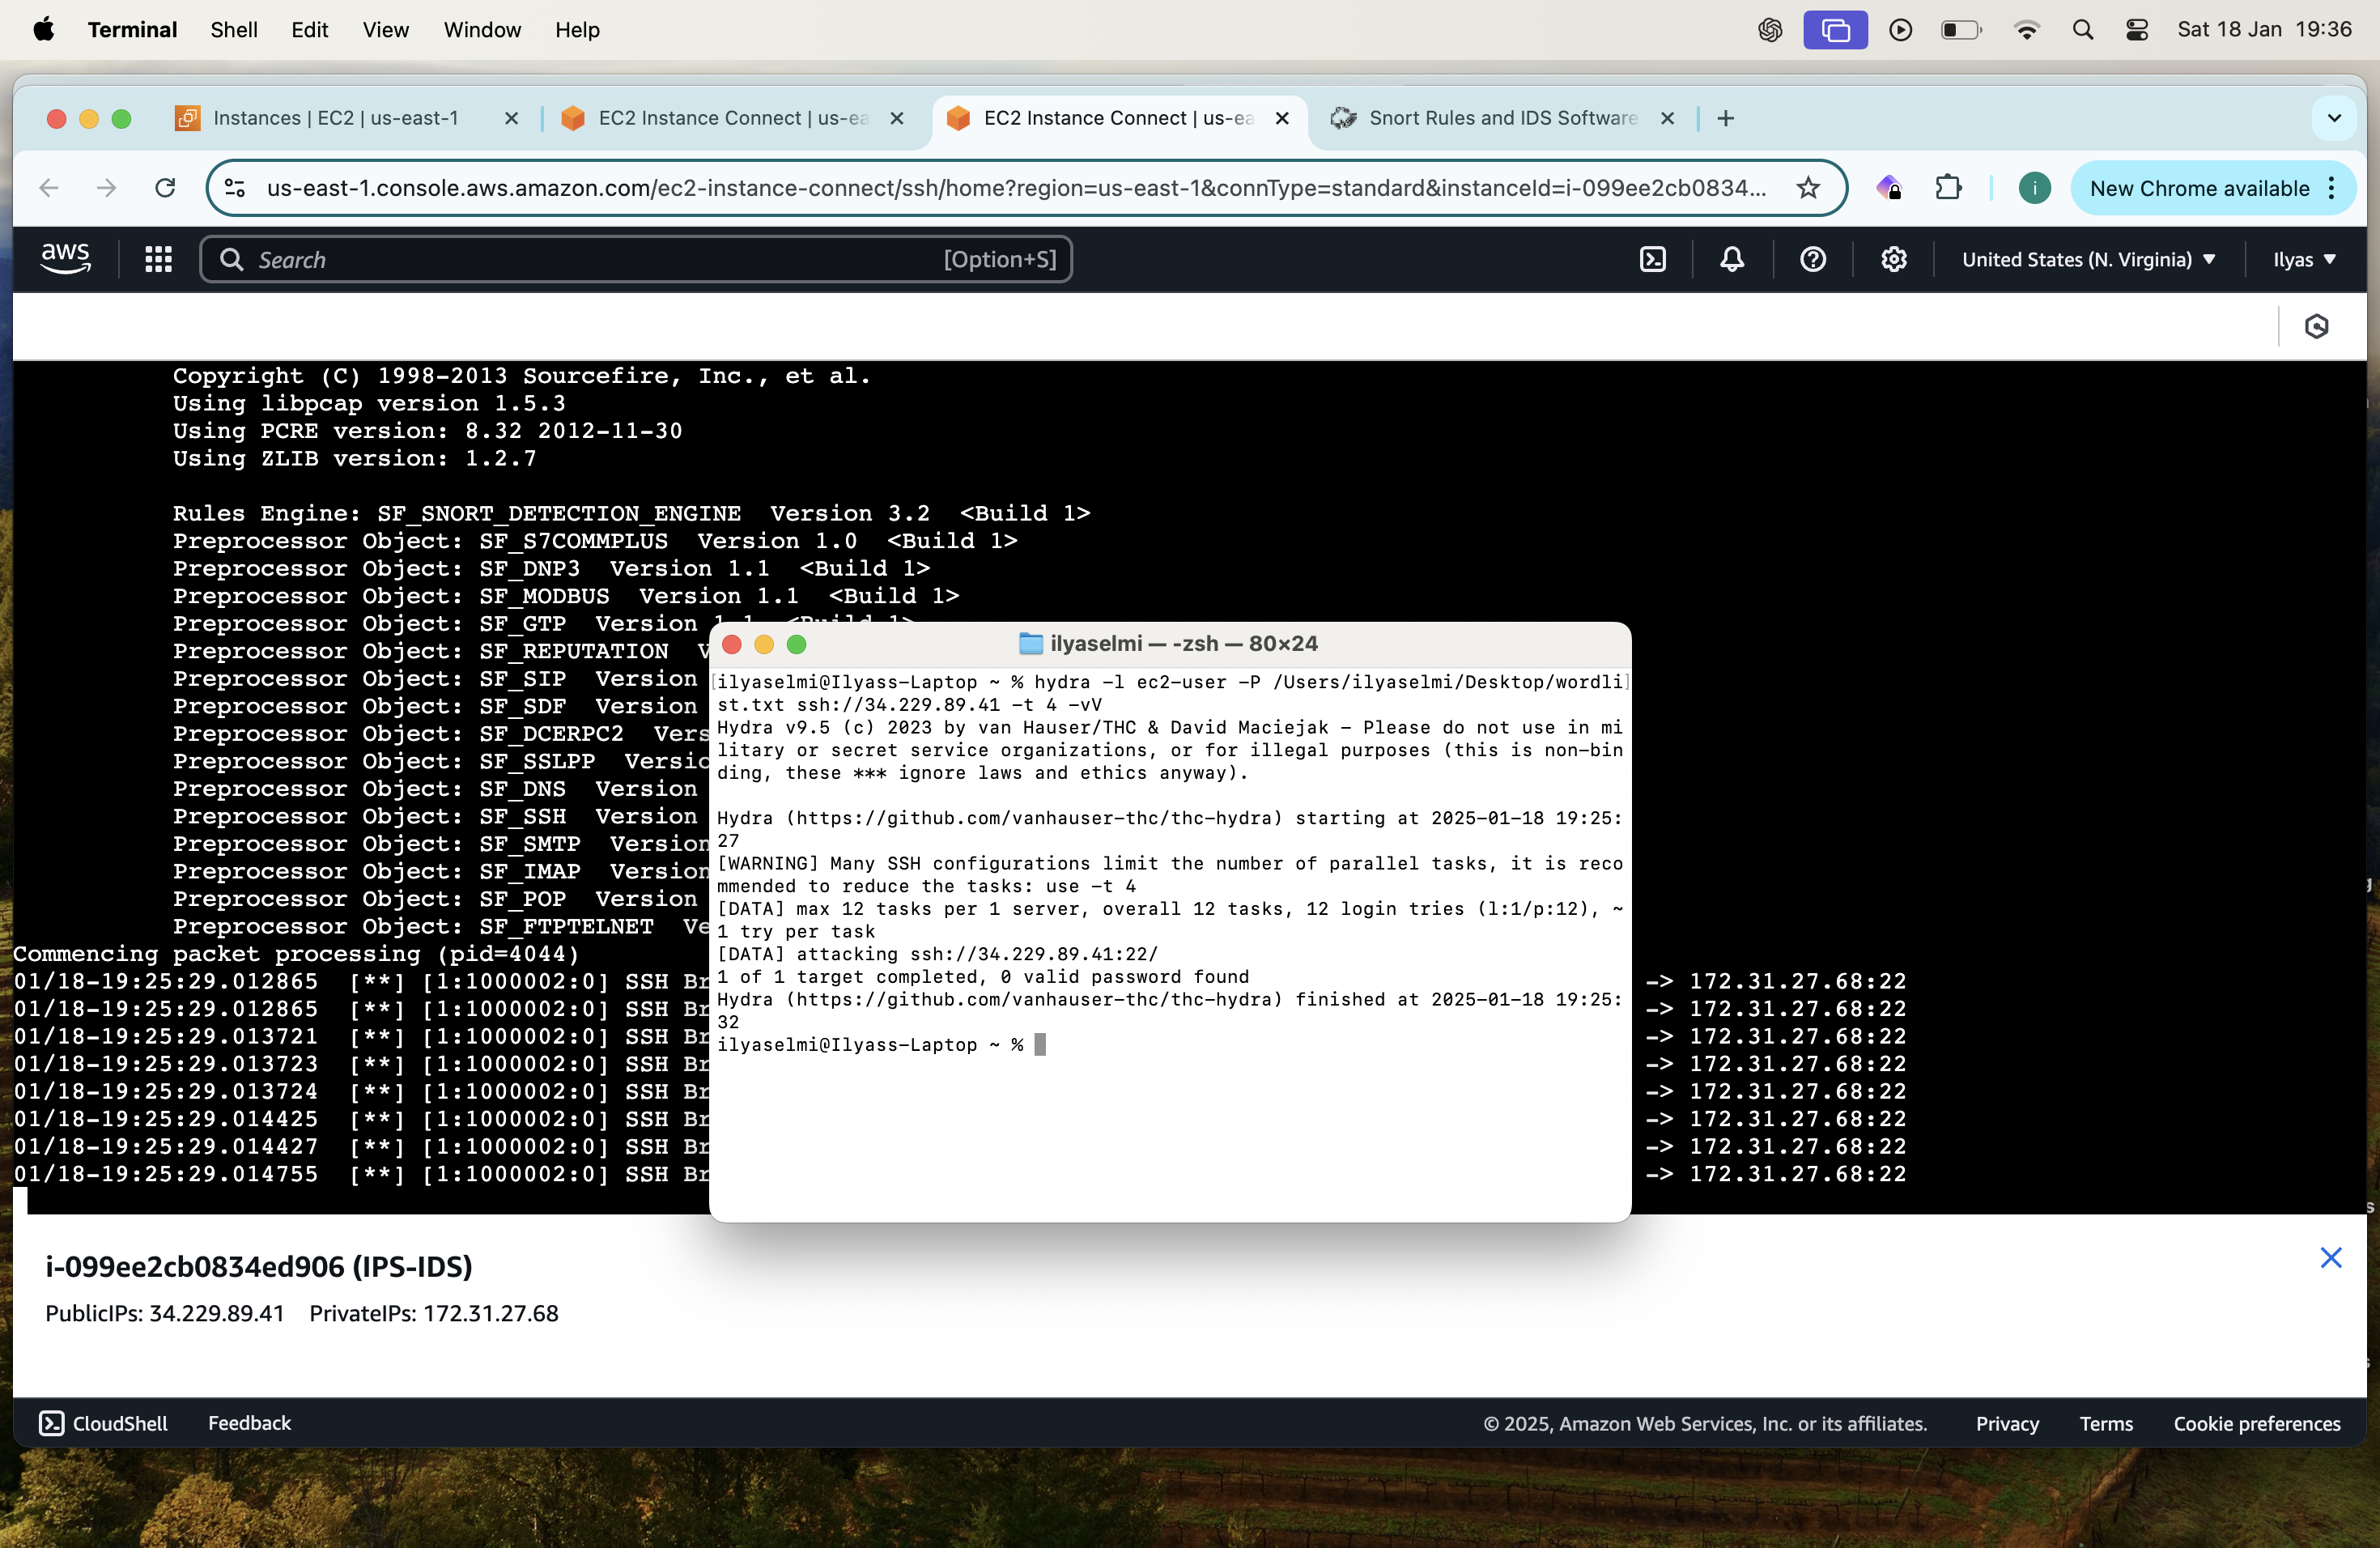 Terminal Shell Edit View Window Help Sat 18 Jan 19:36
Instances | EC2 | us-east-1 EC2 Instance Connect | us-ea EC2 Instance Connect | us-ea Snort Rules and IDS Software
us-east-1.console.aws.amazon.com/ec2-instance-connect/ssh/home?region=us-east-1&connType=standard&instanceId=i-099ee2cb0834... i New Chrome available
aws Search [Option+S] United States (N. Virginia) Ilyas
Copyright (C) 1998-2013 Sourcefire, Inc., et al.
Using libpcap version 1.5.3
Using PCRE version: 8.32 2012-11-30
Using ZLIB version: 1.2.7
Rules Engine: SF_SNORT_DETECTION_ENGINE Version 3.2 <Build 1>
Preprocessor Object: SF_S7COMMPLUS Version 1.0 <Build 1>
Preprocessor Object: SF_DNP3 Version 1.1 <Build 1>
Preprocessor Object: SF_MODBUS Version 1.1 <Build 1>
Preprocessor Object: SF_GTP Version 1.1 <Build 1>
Preprocessor Object: SF_REPUTATION V
Preprocessor Object: SF_SIP Version
Preprocessor Object: SF_SDF Version
Preprocessor Object: SF_DCERPC2 Vers
Preprocessor Object: SF_SSLPP Versio
Preprocessor Object: SF_DNS Version
Preprocessor Object: SF_SSH Version
Preprocessor Object: SF_SMTP Version
Preprocessor Object: SF_IMAP Version
Preprocessor Object: SF_POP Version
Preprocessor Object: SF_FTPTELNET Ve
Commencing packet processing (pid=4044)
01/18-19:25:29.012865 [**] [1:1000002:0] SSH Br -> 172.31.27.68:22
01/18-19:25:29.012865 [**] [1:1000002:0] SSH Br -> 172.31.27.68:22
01/18-19:25:29.013721 [**] [1:1000002:0] SSH Br -> 172.31.27.68:22
01/18-19:25:29.013723 [**] [1:1000002:0] SSH Br -> 172.31.27.68:22
01/18-19:25:29.013724 [**] [1:1000002:0] SSH Br -> 172.31.27.68:22
01/18-19:25:29.014425 [**] [1:1000002:0] SSH Br -> 172.31.27.68:22
01/18-19:25:29.014427 [**] [1:1000002:0] SSH Br -> 172.31.27.68:22
01/18-19:25:29.014755 [**] [1:1000002:0] SSH Br -> 172.31.27.68:22
ilyaselmi — -zsh — 80×24
[ilyaselmi@Ilyass-Laptop ~ % hydra -l ec2-user -P /Users/ilyaselmi/Desktop/wordli]
st.txt ssh://34.229.89.41 -t 4 -vV
Hydra v9.5 (c) 2023 by van Hauser/THC & David Maciejak - Please do not use in mi
litary or secret service organizations, or for illegal purposes (this is non-bin
ding, these *** ignore laws and ethics anyway).
Hydra (https://github.com/vanhauser-thc/thc-hydra) starting at 2025-01-18 19:25:
27
[WARNING] Many SSH configurations limit the number of parallel tasks, it is reco
mmended to reduce the tasks: use -t 4
[DATA] max 12 tasks per 1 server, overall 12 tasks, 12 login tries (l:1/p:12), ~
1 try per task
[DATA] attacking ssh://34.229.89.41:22/
1 of 1 target completed, 0 valid password found
Hydra (https://github.com/vanhauser-thc/thc-hydra) finished at 2025-01-18 19:25:
32
ilyaselmi@Ilyass-Laptop ~ %
i-099ee2cb0834ed906 (IPS-IDS)
PublicIPs: 34.229.89.41 PrivateIPs: 172.31.27.68
CloudShell Feedback © 2025, Amazon Web Services, Inc. or its affiliates. Privacy Terms Cookie preferences